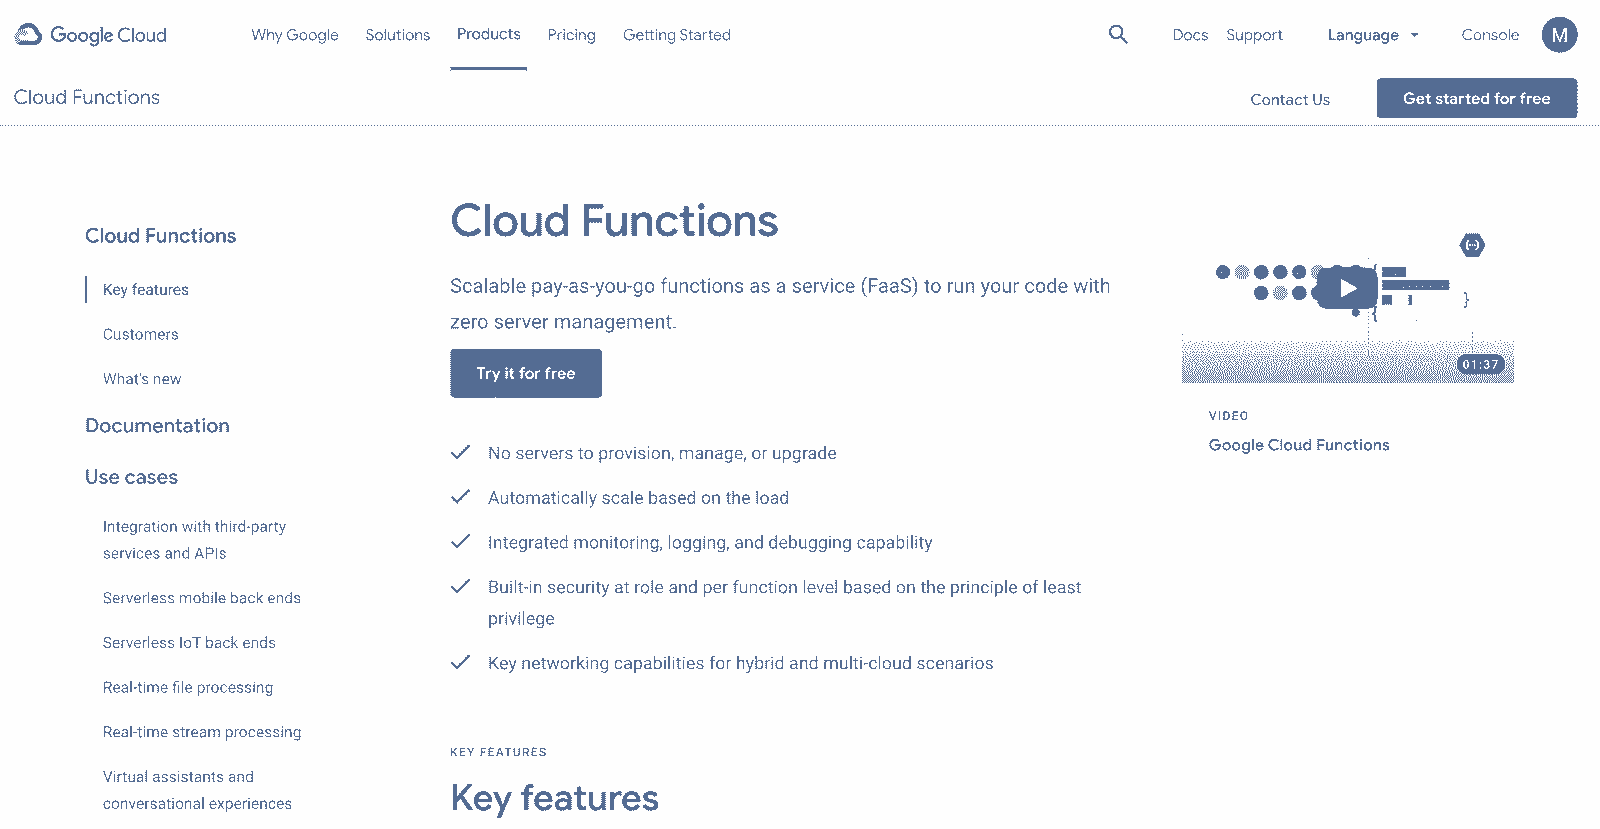 Google Cloud
Why Google
Solutions
Products
Pricing
Getting Started
Docs
Support
Language
Console
M
Cloud Functions
Contact Us
Get started for free
Cloud Functions
Key features
Customers
What's new
Documentation
Use cases
Integration with third-party
services and APIs
Serverless mobile back ends
Serverless IoT back ends
Real-time file processing
Real-time stream processing
Virtual assistants and
conversational experiences
Cloud Functions
Scalable pay-as-you-go functions as a service (FaaS) to run your code with
zero server management.
Try it for free
No servers to provision, manage, or upgrade
Automatically scale based on the load
Integrated monitoring, logging, and debugging capability
Built-in security at role and per function level based on the principle of least
privilege
Key networking capabilities for hybrid and multi-cloud scenarios
KEY FEATURES
Key features
01:37
VIDEO
Google Cloud Functions